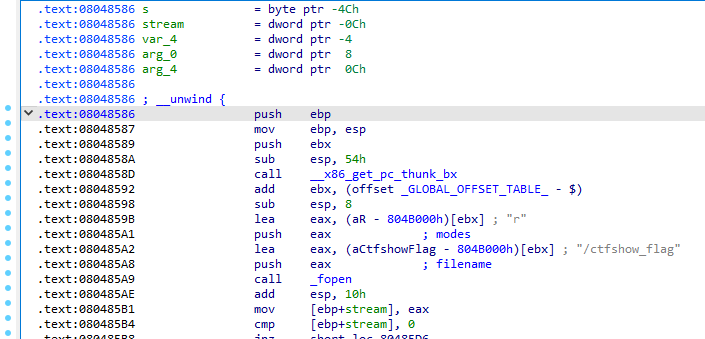 .text:08048586 s = byte ptr -4Ch
.text:08048586 stream = dword ptr -0Ch
.text:08048586 var_4 = dword ptr -4
.text:08048586 arg_0 = dword ptr 8
.text:08048586 arg_4 = dword ptr 0Ch
.text:08048586
.text:08048586 ; __unwind {
.text:08048586 push ebp
.text:08048587 mov ebp, esp
.text:08048589 push ebx
.text:0804858A sub esp, 54h
.text:0804858D call __x86_get_pc_thunk_bx
.text:08048592 add ebx, (offset _GLOBAL_OFFSET_TABLE_ - $)
.text:08048598 sub esp, 8
.text:0804859B lea eax, (aR - 804B000h)[ebx] ; "r"
.text:080485A1 push eax ; modes
.text:080485A2 lea eax, (aCtfshowFlag - 804B000h)[ebx] ; "/ctfshow_flag"
.text:080485A8 push eax ; filename
.text:080485A9 call _fopen
.text:080485AE add esp, 10h
.text:080485B1 mov [ebp+stream], eax
.text:080485B4 cmp [ebp+stream], 0
.text:080485B8 jnz short loc_80485D6